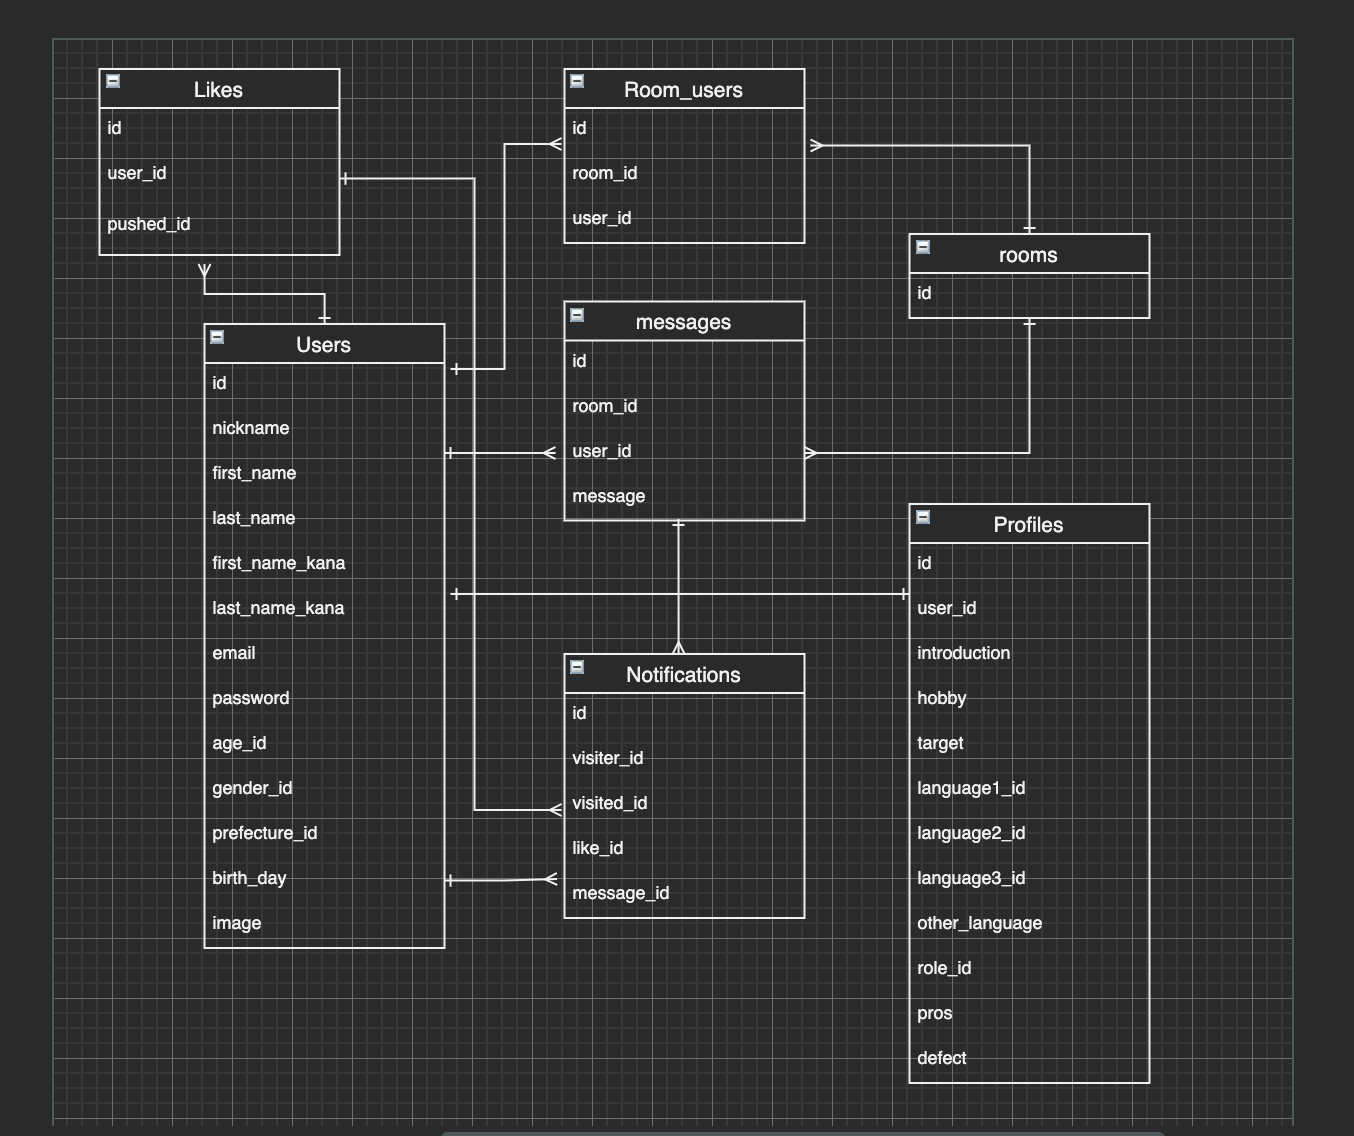 Likes
id
user_id
pushed_id
Room_users
id
room_id
user_id
rooms
id
Users
id
nickname
first_name
last_name
first_name_kana
last_name_kana
email
password
age_id
gender_id
prefecture_id
birth_day
image
messages
id
room_id
user_id
message
Notifications
id
visiter_id
visited_id
like_id
message_id
Profiles
id
user_id
introduction
hobby
target
language1_id
language2_id
language3_id
other_language
role_id
pros
defect